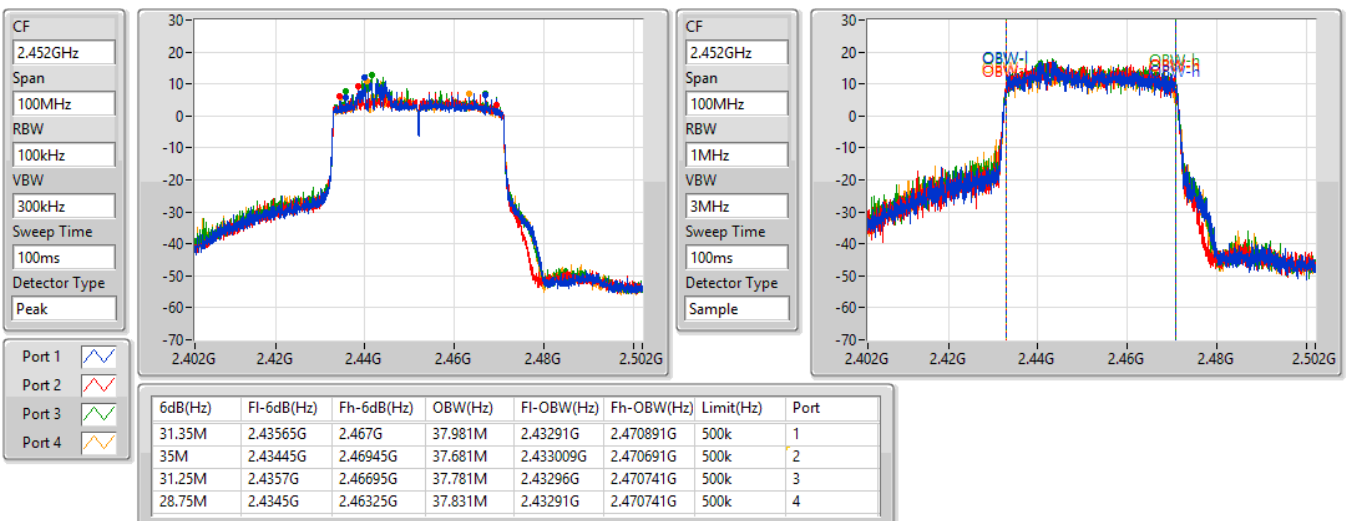 CF
2.452GHz
Span
100MHz
RBW
100kHz
VBW
300kHz
Sweep Time
100ms
Detector Type
Peak
30
20
10
0
-10
-20
-30
-40
-50
-60
-70
2.402G 2.42G 2.44G 2.46G 2.48G 2.502G
CF
2.452GHz
Span
100MHz
RBW
1MHz
VBW
3MHz
Sweep Time
100ms
Detector Type
Sample
30
20
10
0
-10
-20
-30
-40
-50
-60
-70
OBW-l
OBW-h
2.402G 2.42G 2.44G 2.46G 2.48G 2.502G
Port 1
Port 2
Port 3
Port 4
6dB(Hz) Fl-6dB(Hz) Fh-6dB(Hz) OBW(Hz) Fl-OBW(Hz) Fh-OBW(Hz) Limit(Hz) Port
31.35M 2.43565G 2.467G 37.981M 2.43291G 2.470891G 500k 1
35M 2.43445G 2.46945G 37.681M 2.433009G 2.470691G 500k 2
31.25M 2.4357G 2.46695G 37.781M 2.43296G 2.470741G 500k 3
28.75M 2.4345G 2.46325G 37.831M 2.43291G 2.470741G 500k 4